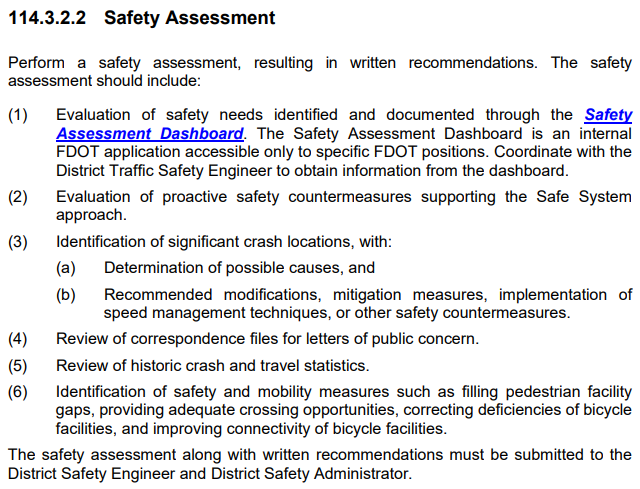 114.3.2.2 Safety Assessment
Perform a safety assessment, resulting in written recommendations. The safety
assessment should include:
(1) Evaluation of safety needs identified and documented through the Safety
Assessment Dashboard. The Safety Assessment Dashboard is an internal
FDOT application accessible only to specific FDOT positions. Coordinate with the
District Traffic Safety Engineer to obtain information from the dashboard.
(2) Evaluation of proactive safety countermeasures supporting the Safe System
approach.
(3) Identification of significant crash locations, with:
(a) Determination of possible causes, and
(b) Recommended modifications, mitigation measures, implementation of
speed management techniques, or other safety countermeasures.
(4) Review of correspondence files for letters of public concern.
(5) Review of historic crash and travel statistics.
(6) Identification of safety and mobility measures such as filling pedestrian facility
gaps, providing adequate crossing opportunities, correcting deficiencies of bicycle
facilities, and improving connectivity of bicycle facilities.
The safety assessment along with written recommendations must be submitted to the
District Safety Engineer and District Safety Administrator.